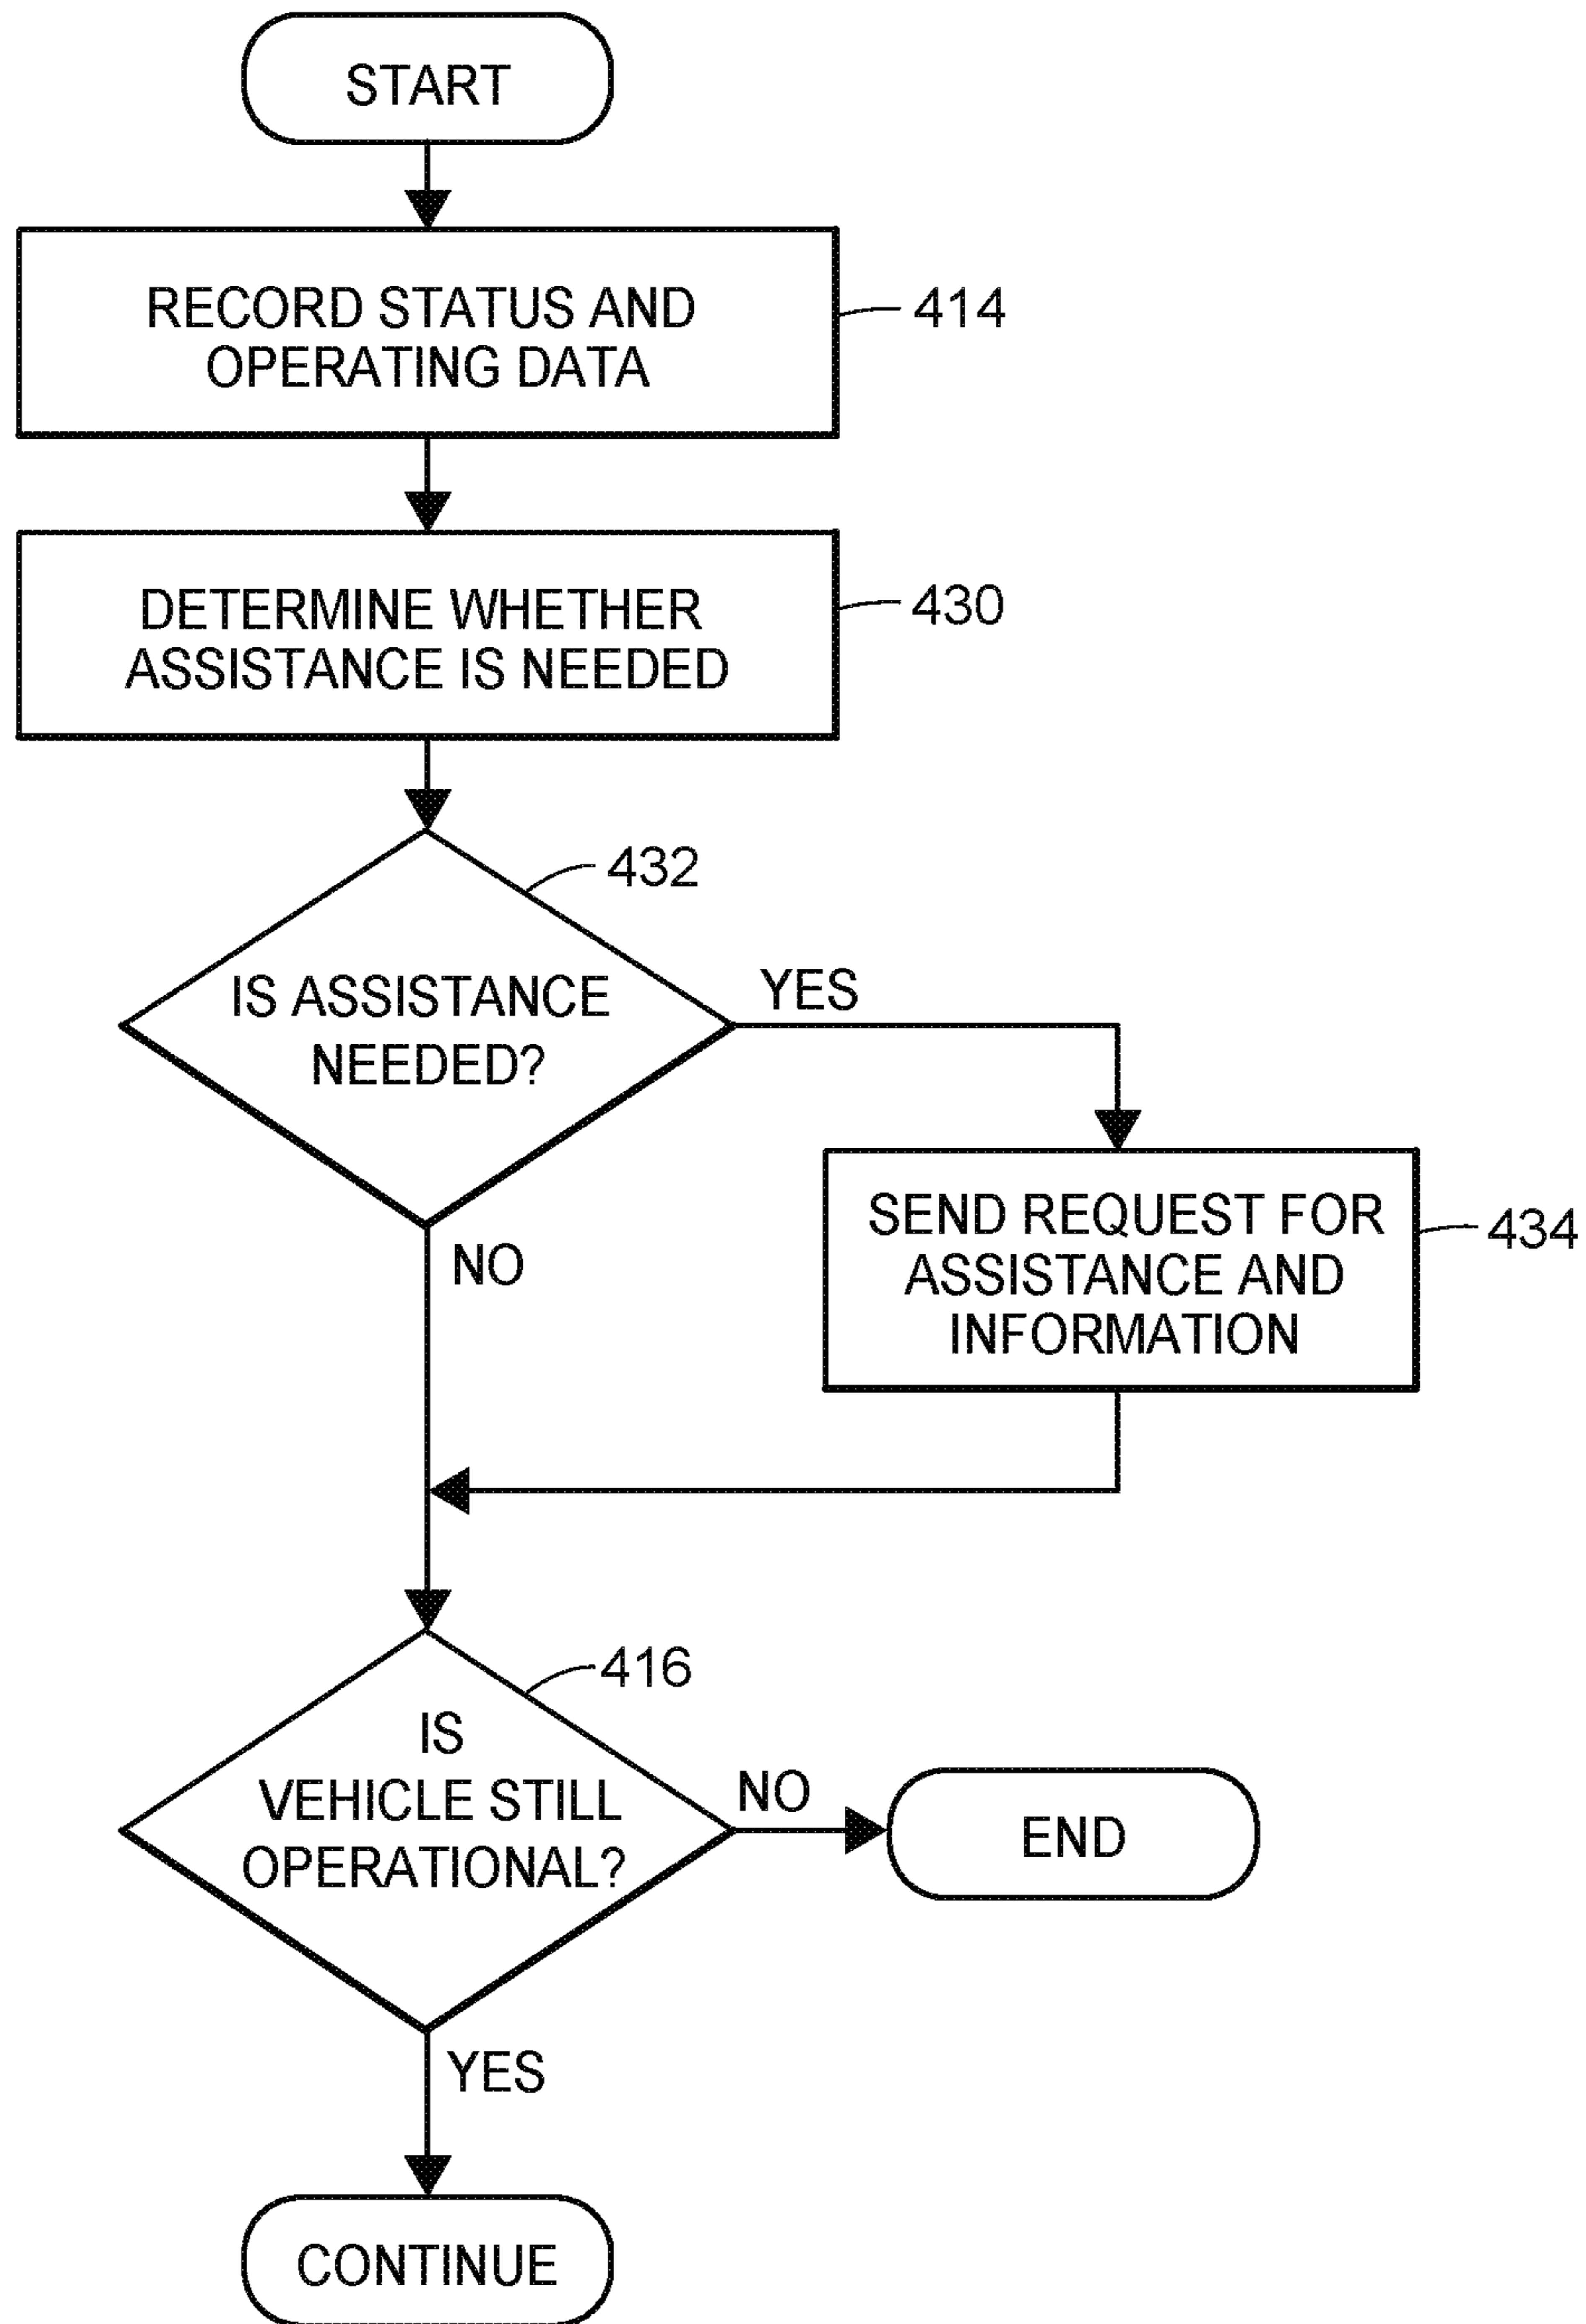 START
RECORD STATUS AND
OPERATING DATA
414
DETERMINE WHETHER
ASSISTANCE IS NEEDED
430
432
IS ASSISTANCE
NEEDED?
YES
NO
SEND REQUEST FOR
ASSISTANCE AND
INFORMATION
434
416
IS
VEHICLE STILL
OPERATIONAL?
NO
END
YES
CONTINUE